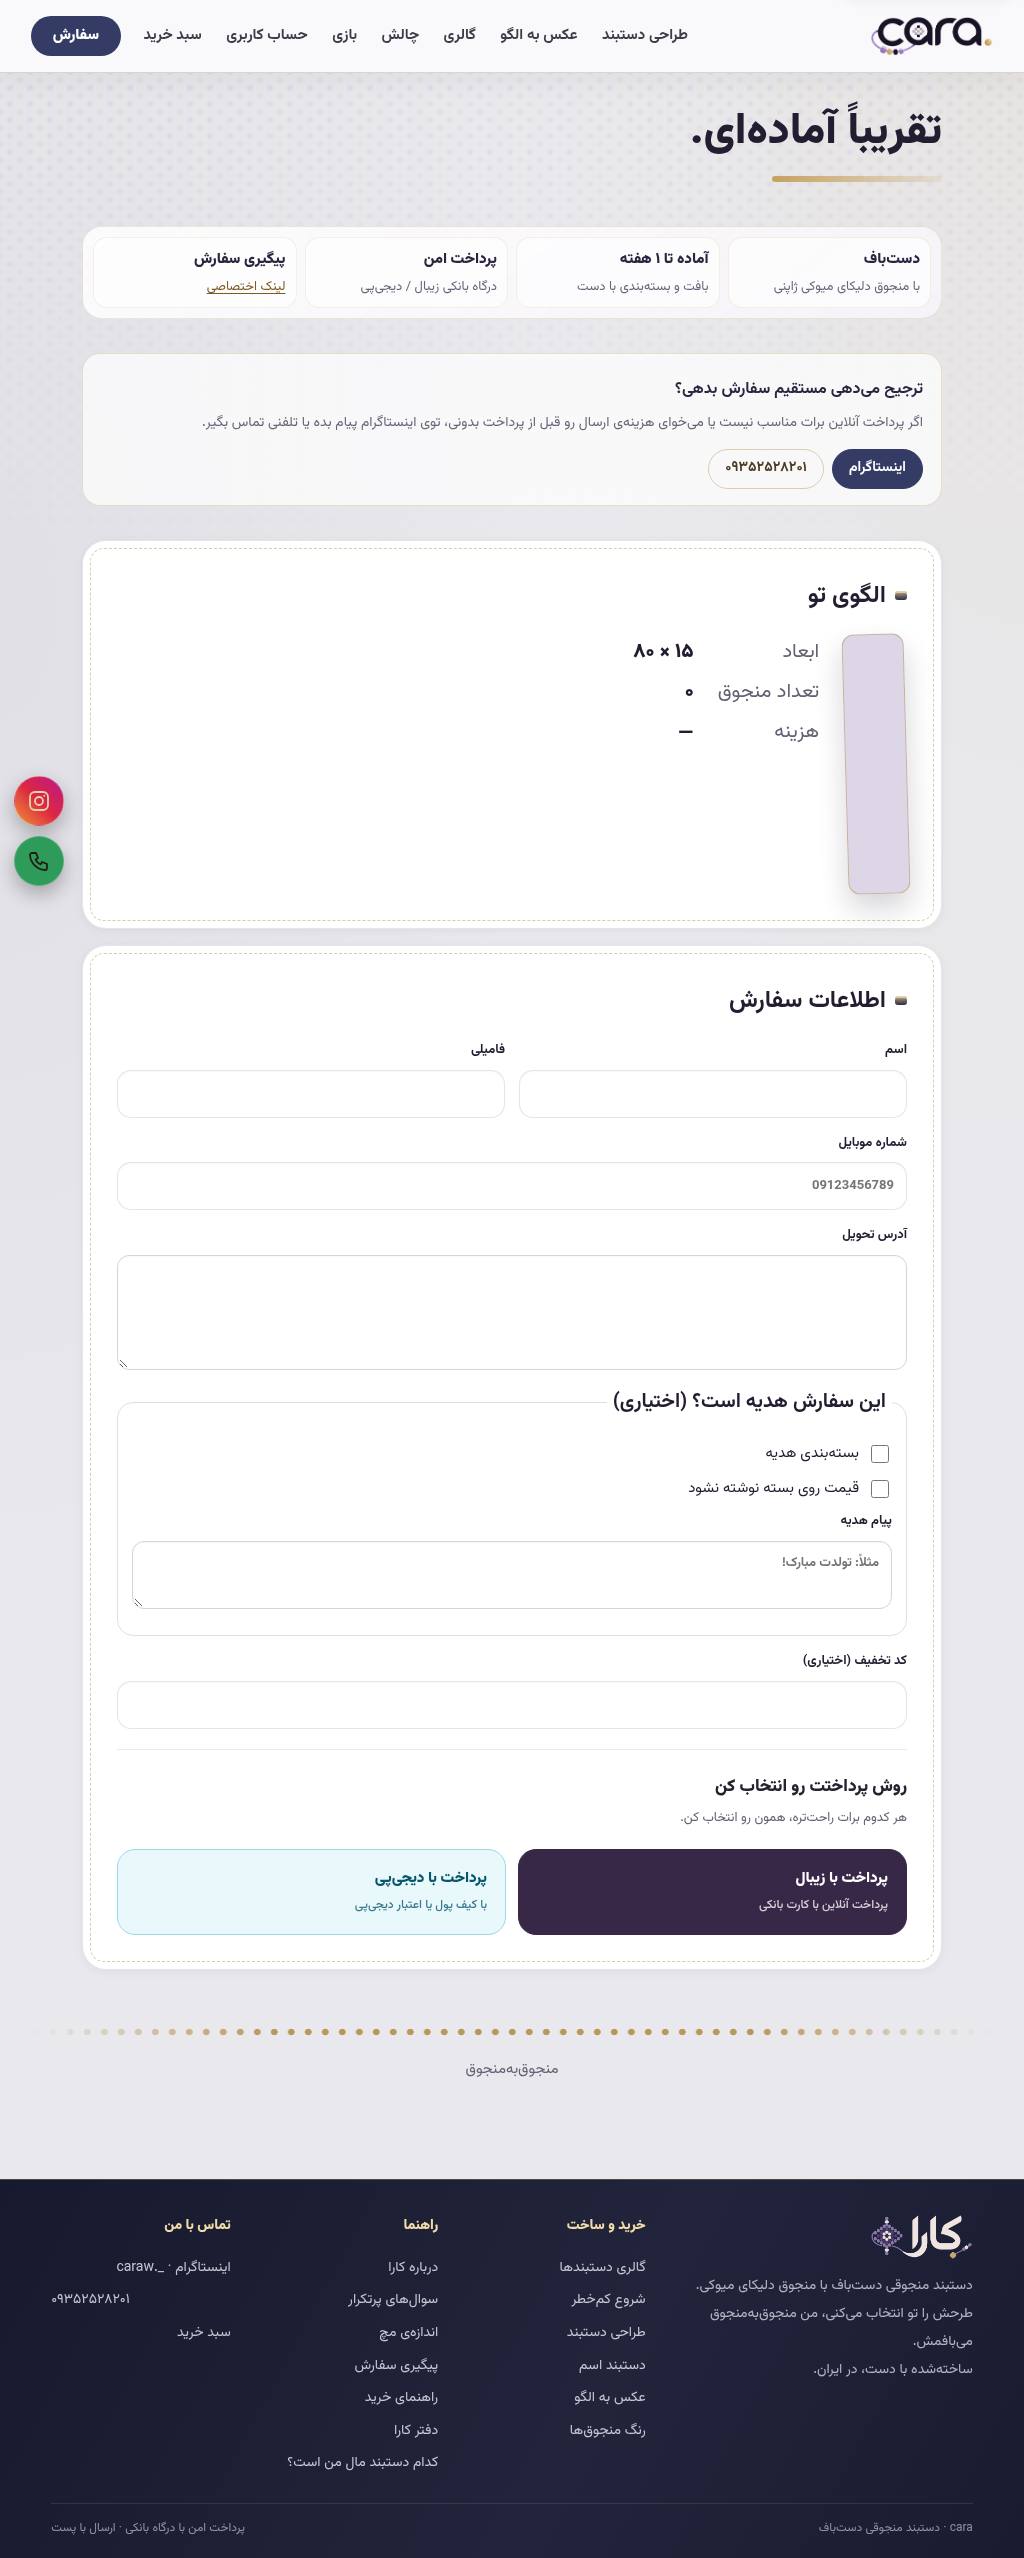 cara.
طراحی دستبند
عکس به الگو
گالری
چالش
بازی
حساب کاربری
سبد خرید
سفارش
تقریباً آماده‌ای.
دست‌باف
با منجوق دلیکای میوکی ژاپنی
آماده تا ۱ هفته
بافت و بسته‌بندی با دست
پرداخت امن
درگاه بانکی زیبال / دیجی‌پی
پیگیری سفارش
لینک اختصاصی
ترجیح می‌دهی مستقیم سفارش بدهی؟
اگر پرداخت آنلاین برات مناسب نیست یا می‌خوای هزینه‌ی ارسال رو قبل از پرداخت بدونی، توی اینستاگرام پیام بده یا تلفنی تماس بگیر.
اینستاگرام
۰۹۳۵۲۵۲۸۲۰۱
الگوی تو
ابعاد ۱۵ × ۸۰
تعداد منجوق ۰
هزینه —
اطلاعات سفارش
اسم
فامیلی
شماره موبایل
09123456789
آدرس تحویل
این سفارش هدیه است؟ (اختیاری)
بسته‌بندی هدیه
قیمت روی بسته نوشته نشود
پیام هدیه
مثلاً: تولدت مبارک!
کد تخفیف (اختیاری)
روش پرداختت رو انتخاب کن
هر کدوم برات راحت‌تره، همون رو انتخاب کن.
پرداخت با زیبال
پرداخت آنلاین با کارت بانکی
پرداخت با دیجی‌پی
با کیف پول یا اعتبار دیجی‌پی
منجوق‌به‌منجوق
کارا
دستبند منجوقی دست‌باف با منجوق دلیکای میوکی.
طرحش را تو انتخاب می‌کنی، من منجوق‌به‌منجوق
می‌بافمش.
ساخته‌شده با دست، در ایران.
خرید و ساخت
گالری دستبندها
شروع کم‌خطر
طراحی دستبند
دستبند اسم
عکس به الگو
رنگ منجوق‌ها
راهنما
درباره کارا
سوال‌های پرتکرار
اندازه‌ی مچ
پیگیری سفارش
راهنمای خرید
دفتر کارا
کدام دستبند مال من است؟
تماس با من
اینستاگرام · caraw._
۰۹۳۵۲۵۲۸۲۰۱
سبد خرید
cara · دستبند منجوقی دست‌باف
پرداخت امن با درگاه بانکی · ارسال با پست